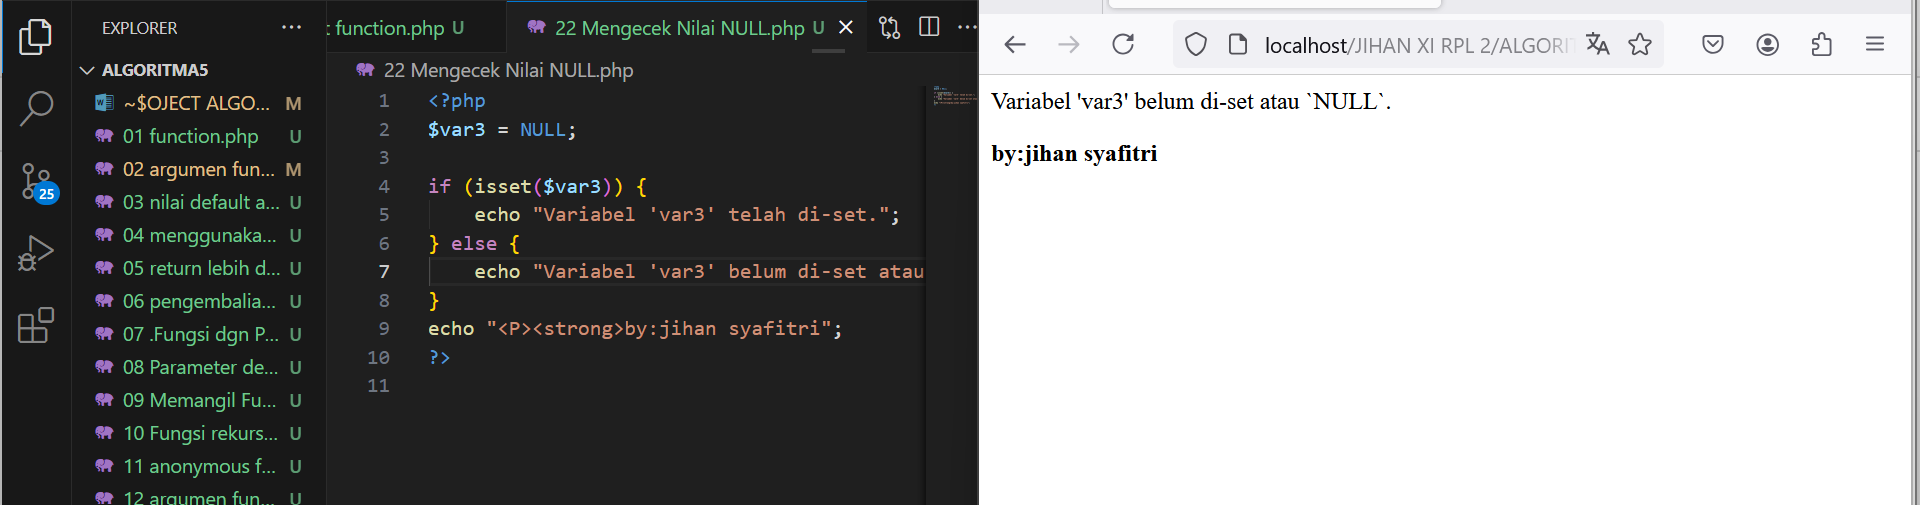 EXPLORER ···
ALGORITMA5
~$OJECT ALGO... M
01 function.php U
02 argumen fun... M
03 nilai default a... U
04 menggunaka... U
05 return lebih d... U
06 pengembalia... U
07 .Fungsi dgn P... U
08 Parameter de... U
09 Memangil Fu... U
10 Fungsi rekurs... U
11 anonymous f... U
12 argumen fun... U
25
function.php U
22 Mengecek Nilai NULL.php U
22 Mengecek Nilai NULL.php
1 <?php
2 $var3 = NULL;
3
4 if (isset($var3)) {
5 echo "Variabel 'var3' telah di-set.";
6 } else {
7 echo "Variabel 'var3' belum di-set atau
8 }
9 echo "<P><strong>by:jihan syafitri";
10 ?>
11
localhost/JIHAN XI RPL 2/ALGORIT
Variabel 'var3' belum di-set atau `NULL`.
by:jihan syafitri